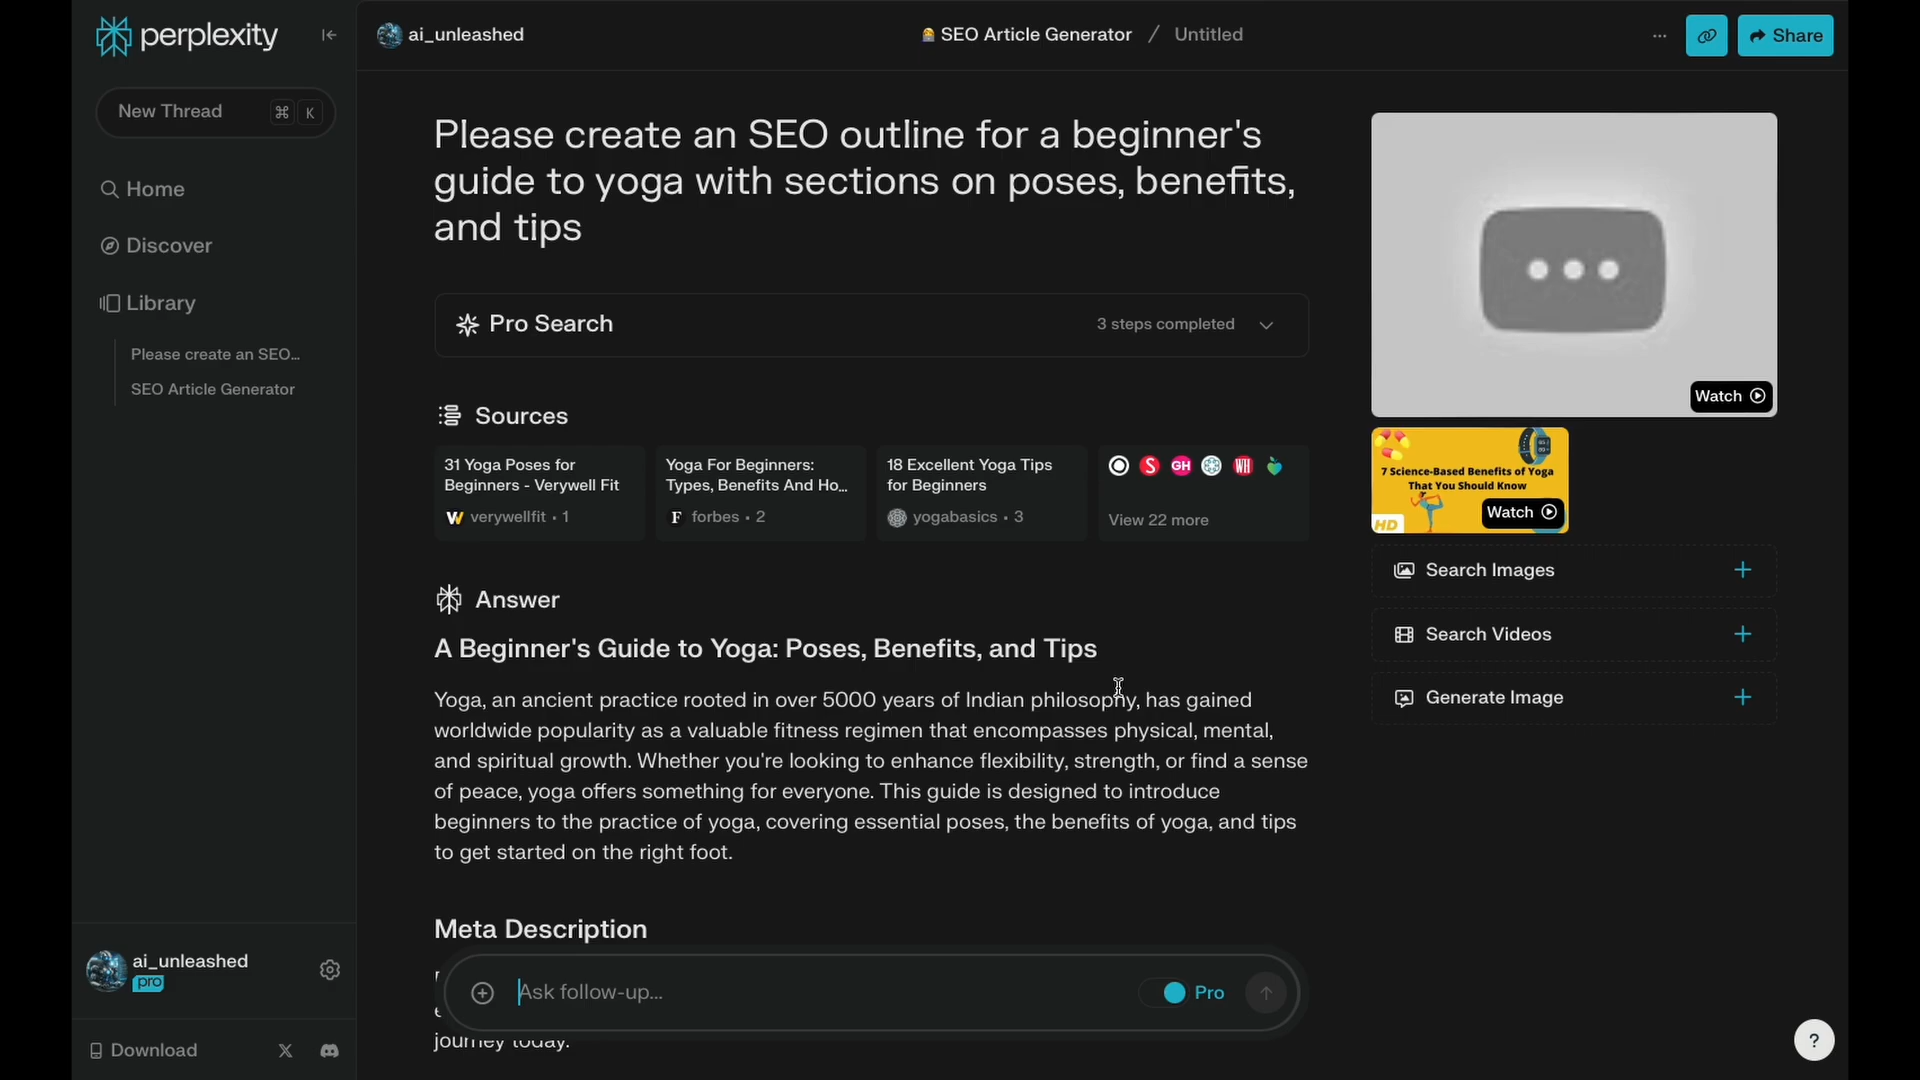 perplexity
New Thread
⌘ K
Home
Discover
Library
Please create an SEO...
SEO Article Generator
ai_unleashed
pro
Download
ai_unleashed
SEO Article Generator / Untitled
Share
Please create an SEO outline for a beginner's
guide to yoga with sections on poses, benefits,
and tips
Pro Search
3 steps completed
Sources
31 Yoga Poses for
Beginners - Verywell Fit
verywellfit • 1
Yoga For Beginners:
Types, Benefits And Ho...
F forbes • 2
18 Excellent Yoga Tips
for Beginners
yogabasics • 3
S GH WH
View 22 more
Answer
A Beginner's Guide to Yoga: Poses, Benefits, and Tips
Yoga, an ancient practice rooted in over 5000 years of Indian philosophy, has gained
worldwide popularity as a valuable fitness regimen that encompasses physical, mental,
and spiritual growth. Whether you're looking to enhance flexibility, strength, or find a sense
of peace, yoga offers something for everyone. This guide is designed to introduce
beginners to the practice of yoga, covering essential poses, the benefits of yoga, and tips
to get started on the right foot.
Meta Description
Ask follow-up...
Pro
journey today.
Watch
7 Science-Based Benefits of Yoga
That You Should Know
Watch
HD
Search Images
Search Videos
Generate Image
?